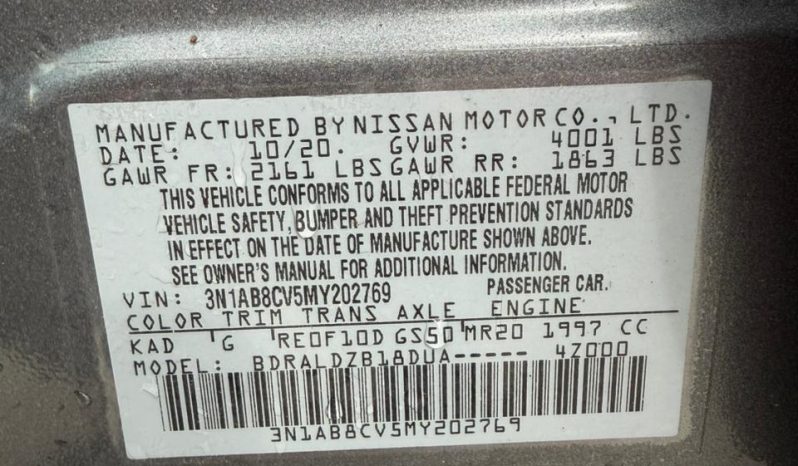 MANUFACTURED BY NISSAN MOTOR CO., LTD.
DATE: 10/20. GVWR: 4001 LBS
GAWR FR: 2161 LBS GAWR RR: 1863 LBS
THIS VEHICLE CONFORMS TO ALL APPLICABLE FEDERAL MOTOR
VEHICLE SAFETY, BUMPER AND THEFT PREVENTION STANDARDS
IN EFFECT ON THE DATE OF MANUFACTURE SHOWN ABOVE.
SEE OWNER'S MANUAL FOR ADDITIONAL INFORMATION.
VIN: 3N1AB8CV5MY202769 PASSENGER CAR.
COLOR TRIM TRANS AXLE ENGINE
KAD G RE0F10D GS50 MR20 1997 CC
MODEL: BDRALDZB18DUA----- 4Z000
3N1AB8CV5MY202769